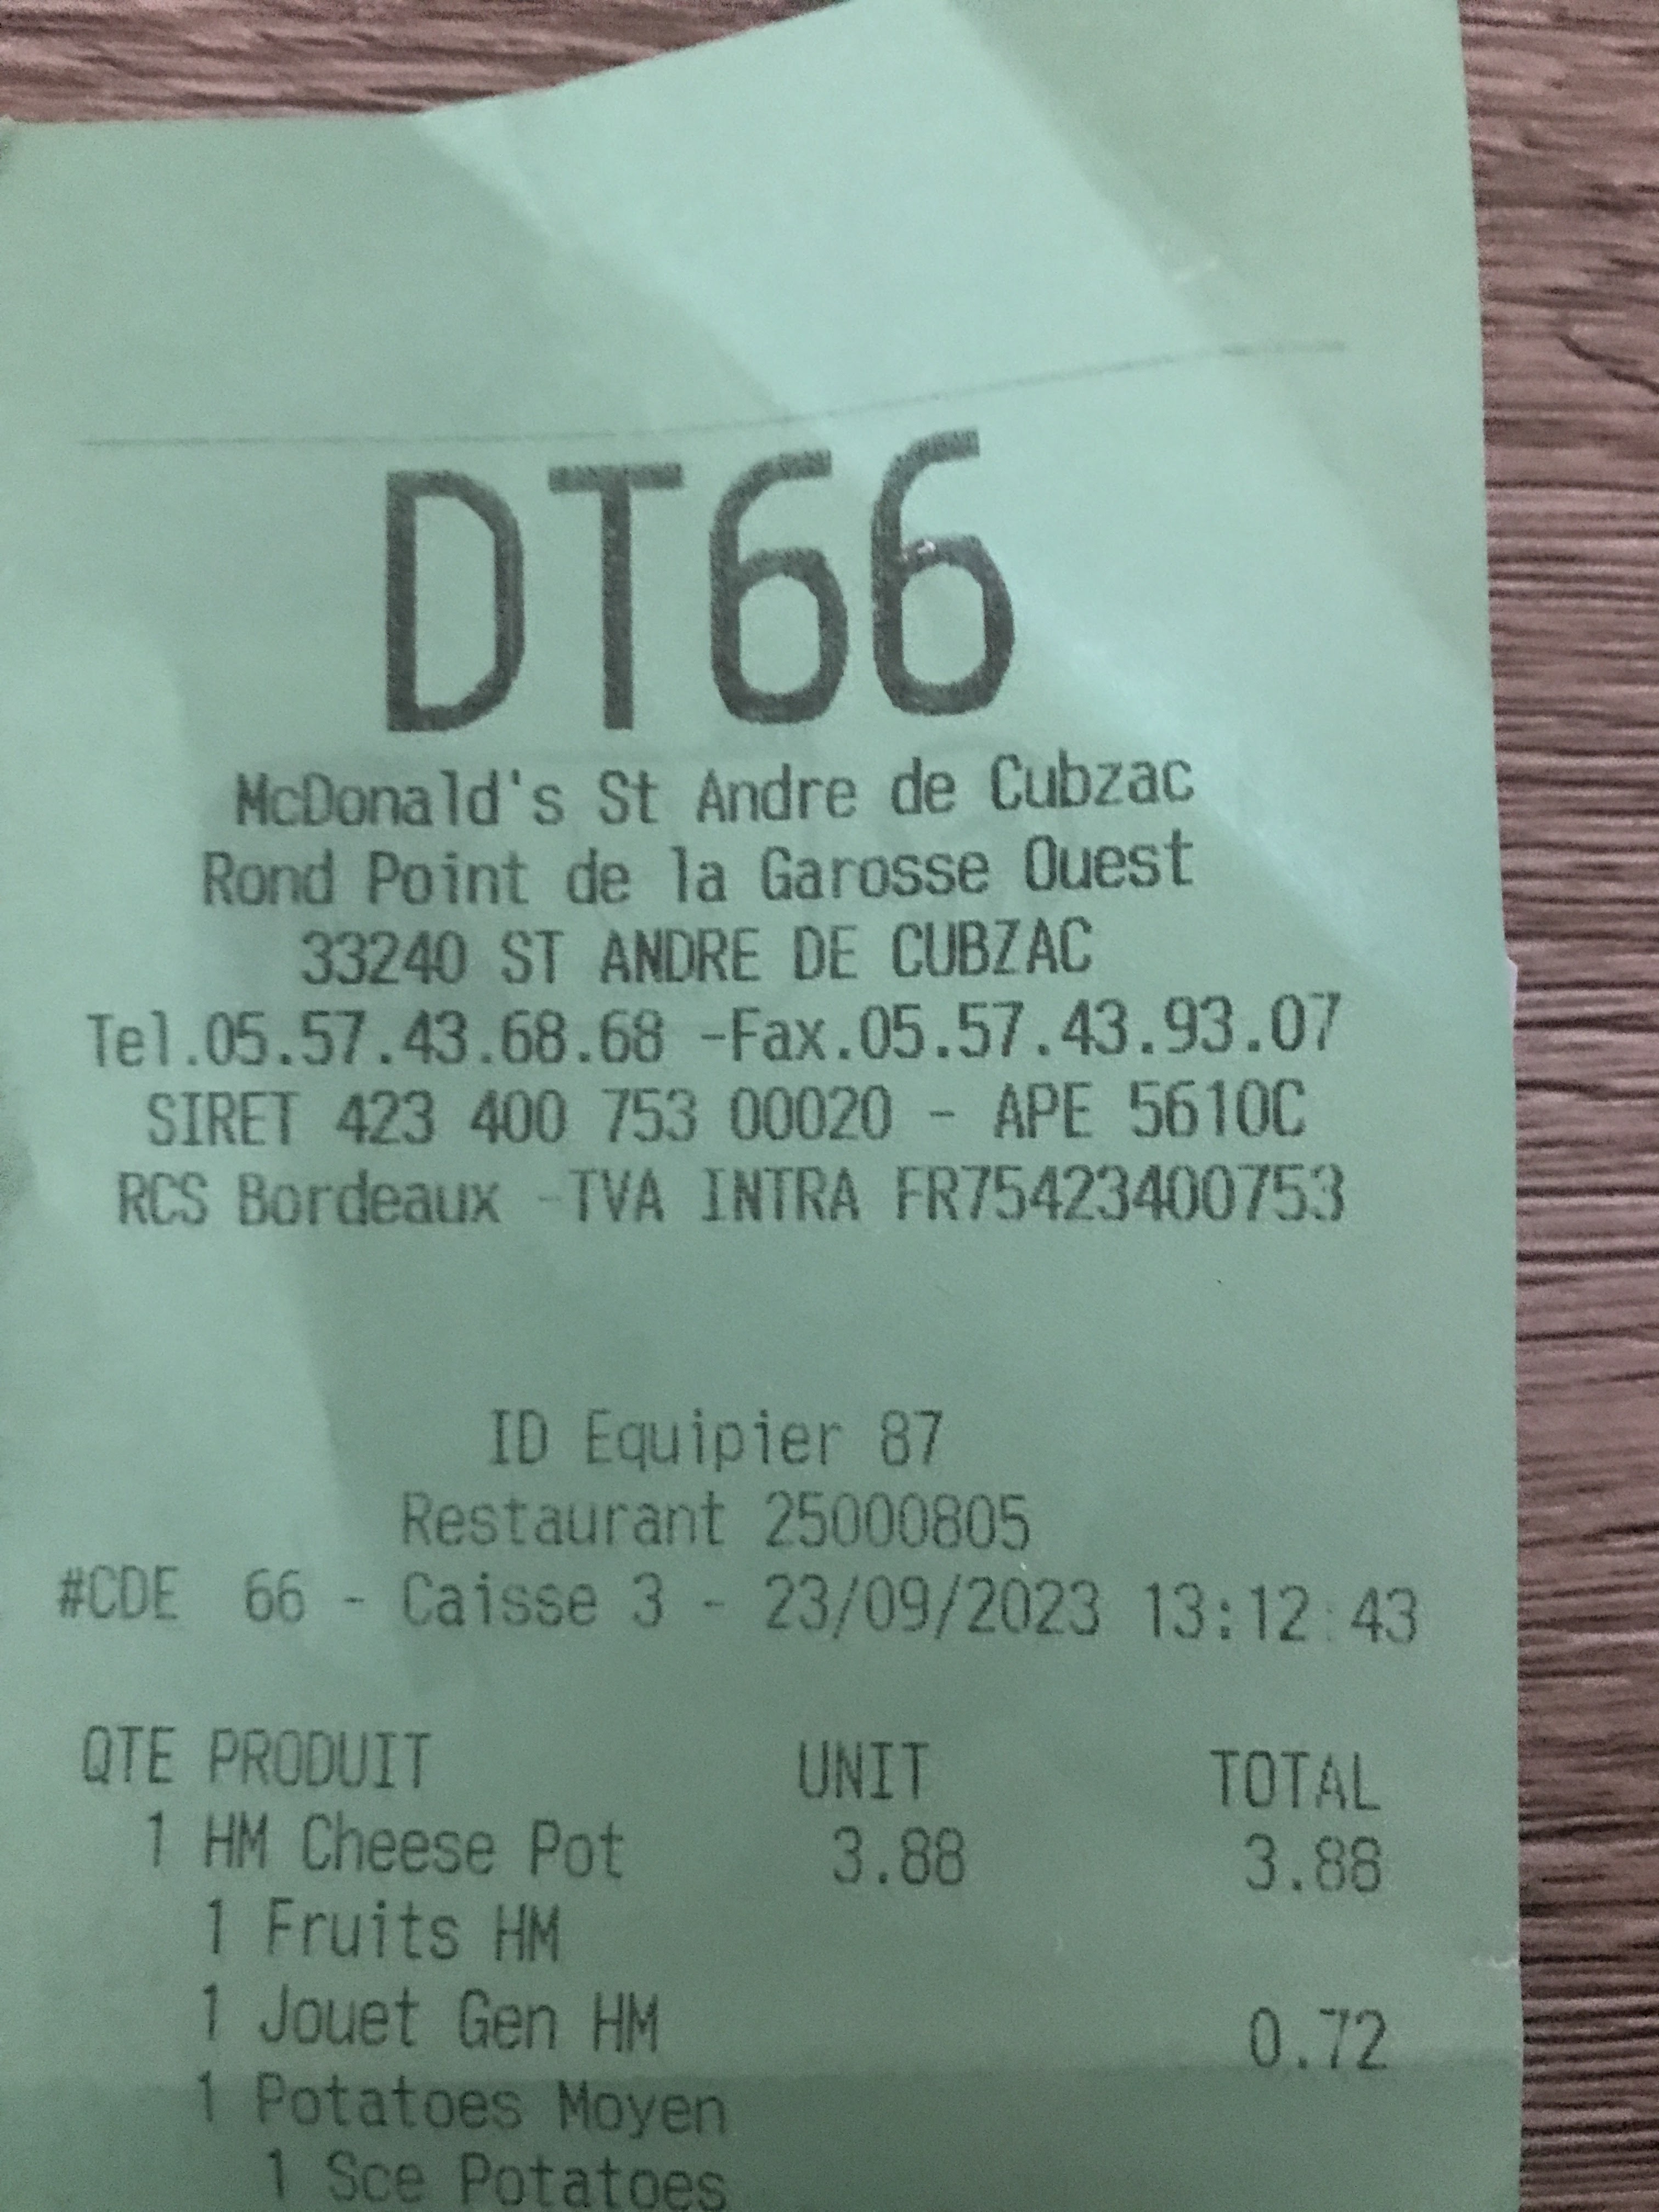 DT66
McDonald's St Andre de Cubzac
Rond Point de la Garosse Ouest
33240 ST ANDRE DE CUBZAC
Tel.05.57.43.68.68 -Fax.05.57.43.93.07
SIRET 423 400 753 00020 - APE 5610C
RCS Bordeaux -TVA INTRA FR75423400753
ID Equipier 87
Restaurant 25000805
#CDE 66 - Caisse 3 - 23/09/2023 13:12:43
QTE PRODUIT UNIT TOTAL
1 HM Cheese Pot 3.88 3.88
1 Fruits HM
1 Jouet Gen HM 0.72
1 Potatoes Moyen
1 Sce Potatoes